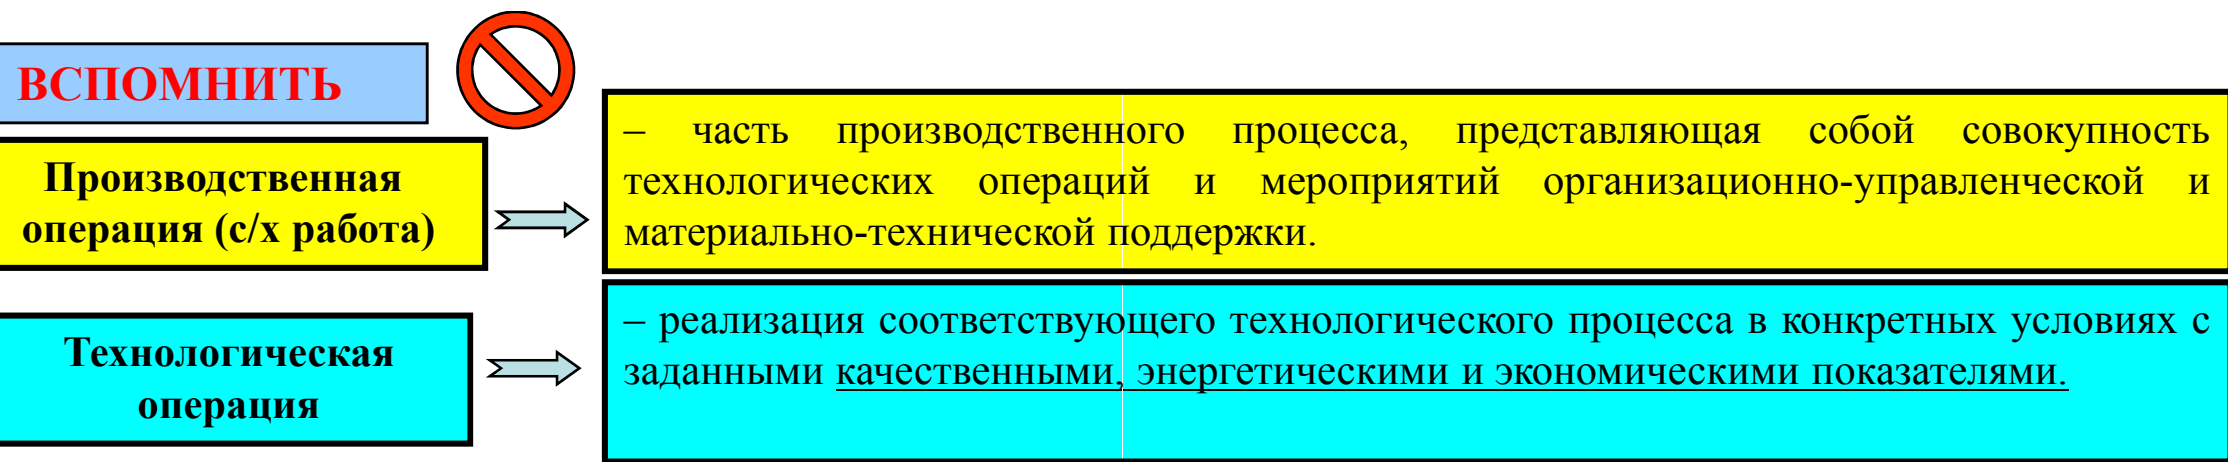 ВСПОМНИТЬ
Производственная
операция (с/х работа)
– часть производственного процесса, представляющая собой совокупность
технологических операций и мероприятий организационно-управленческой и
материально-технической поддержки.
Технологическая
операция
– реализация соответствующего технологического процесса в конкретных условиях с
заданными качественными, энергетическими и экономическими показателями.